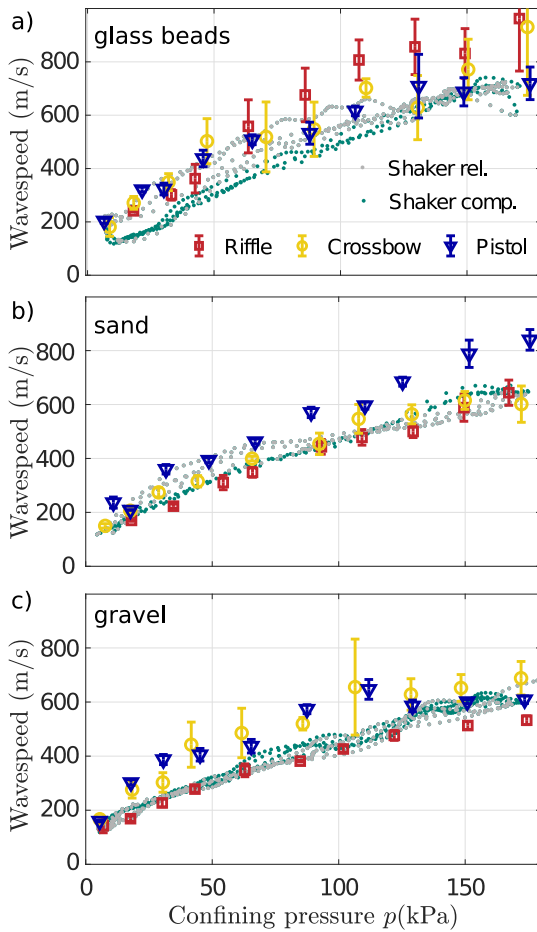 a)
glass beads
1000
800
600
400
200
0
Wavespeed (m/s)
Shaker rel.
Shaker comp.
Riffle
Crossbow
Pistol
b)
sand
800
600
400
200
0
Wavespeed (m/s)
c)
gravel
800
600
400
200
0
Wavespeed (m/s)
0 50 100 150
Confining pressure p(kPa)